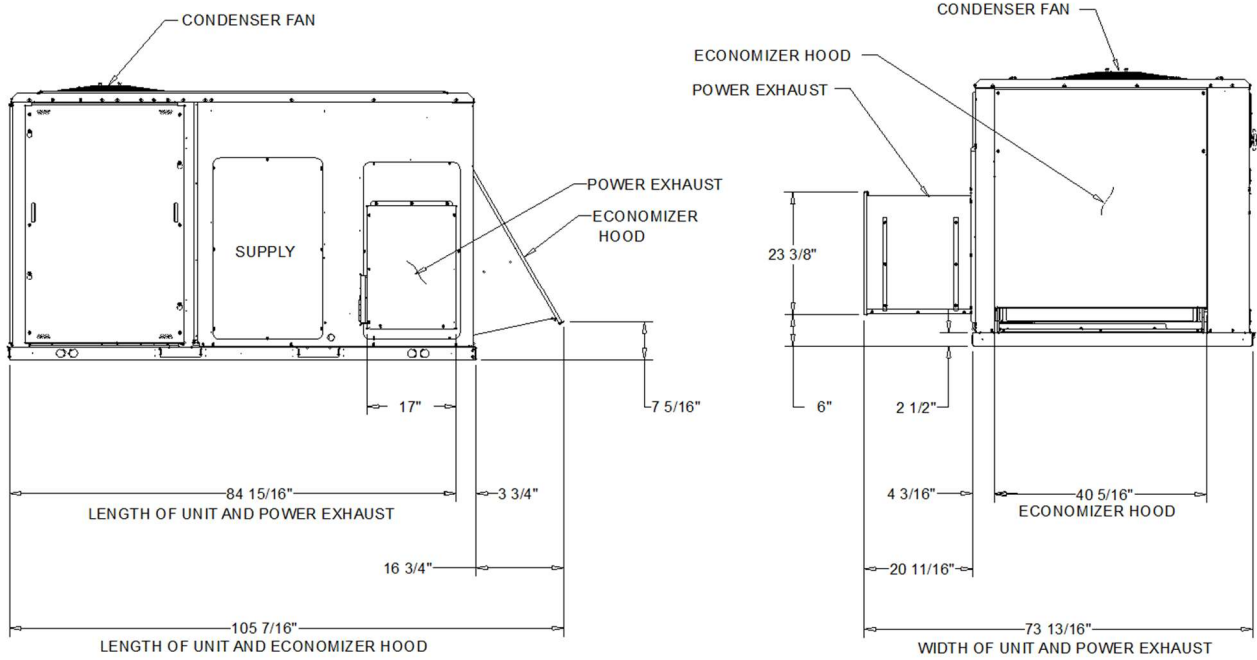 CONDENSER FAN
SUPPLY
POWER EXHAUST
ECONOMIZER
HOOD
17"
7 5/16"
84 15/16"
3 3/4"
LENGTH OF UNIT AND POWER EXHAUST
16 3/4"
105 7/16"
LENGTH OF UNIT AND ECONOMIZER HOOD
CONDENSER FAN
ECONOMIZER HOOD
POWER EXHAUST
23 3/8"
6"
2 1/2"
4 3/16"
40 5/16"
ECONOMIZER HOOD
20 11/16"
73 13/16"
WIDTH OF UNIT AND POWER EXHAUST